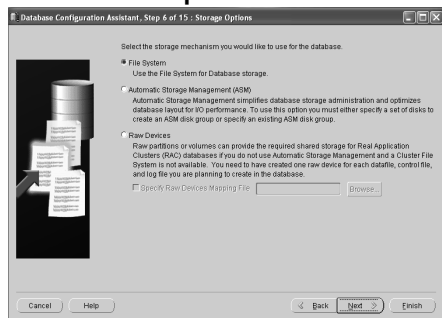 Database Configuration Assistant, Step 6 of 15 : Storage Options
Select the storage mechanism you would like to use for the database.
File System
Use the File System for Database storage.
Automatic Storage Management (ASM)
Automatic Storage Management simplifies database storage administration and optimizes
database layout for I/O performance. To use this option you must either specify a set of disks to
create an ASM disk group or specify an existing ASM disk group.
Raw Devices
Raw partitions or volumes can provide the required shared storage for Real Application
Clusters (RAC) databases if you do not use Automatic Storage Management and a Cluster File
System is not available. You need to have created one raw device for each datafile, control file,
and log file you are planning to create in the database.
Specify Raw Devices Mapping File
Browse...
Cancel
Help
Back
Next
Finish